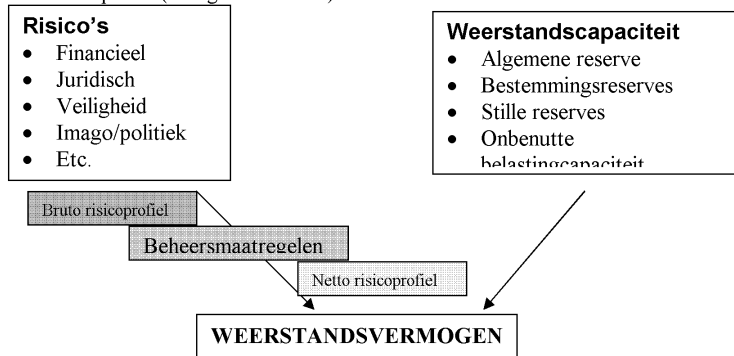 Risico's
• Financieel
• Juridisch
• Veiligheid
• Imago/politiek
• Etc.
Weerstandscapaciteit
• Algemene reserve
• Bestemmingsreserves
• Stille reserves
• Onbenutte
belastingcapaciteit
Bruto risicoprofiel
Beheersmaatregelen
Netto risicoprofiel
WEERSTANDSVERMOGEN